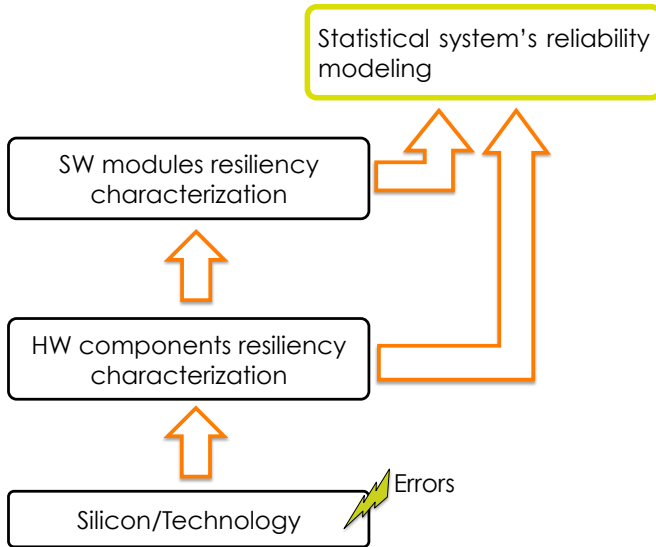 Statistical system's reliability
modeling
SW modules resiliency
characterization
HW components resiliency
characterization
Errors
Silicon/Technology